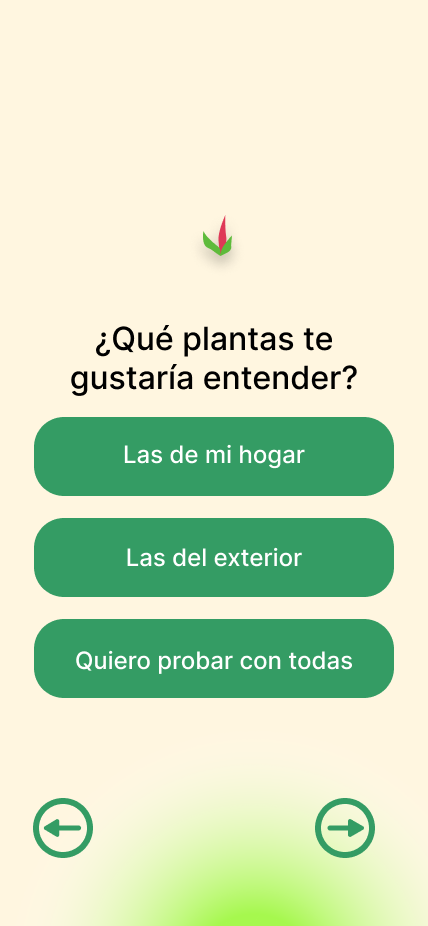 ¿Qué plantas te
gustaría entender?
Las de mi hogar
Las del exterior
Quiero probar con todas